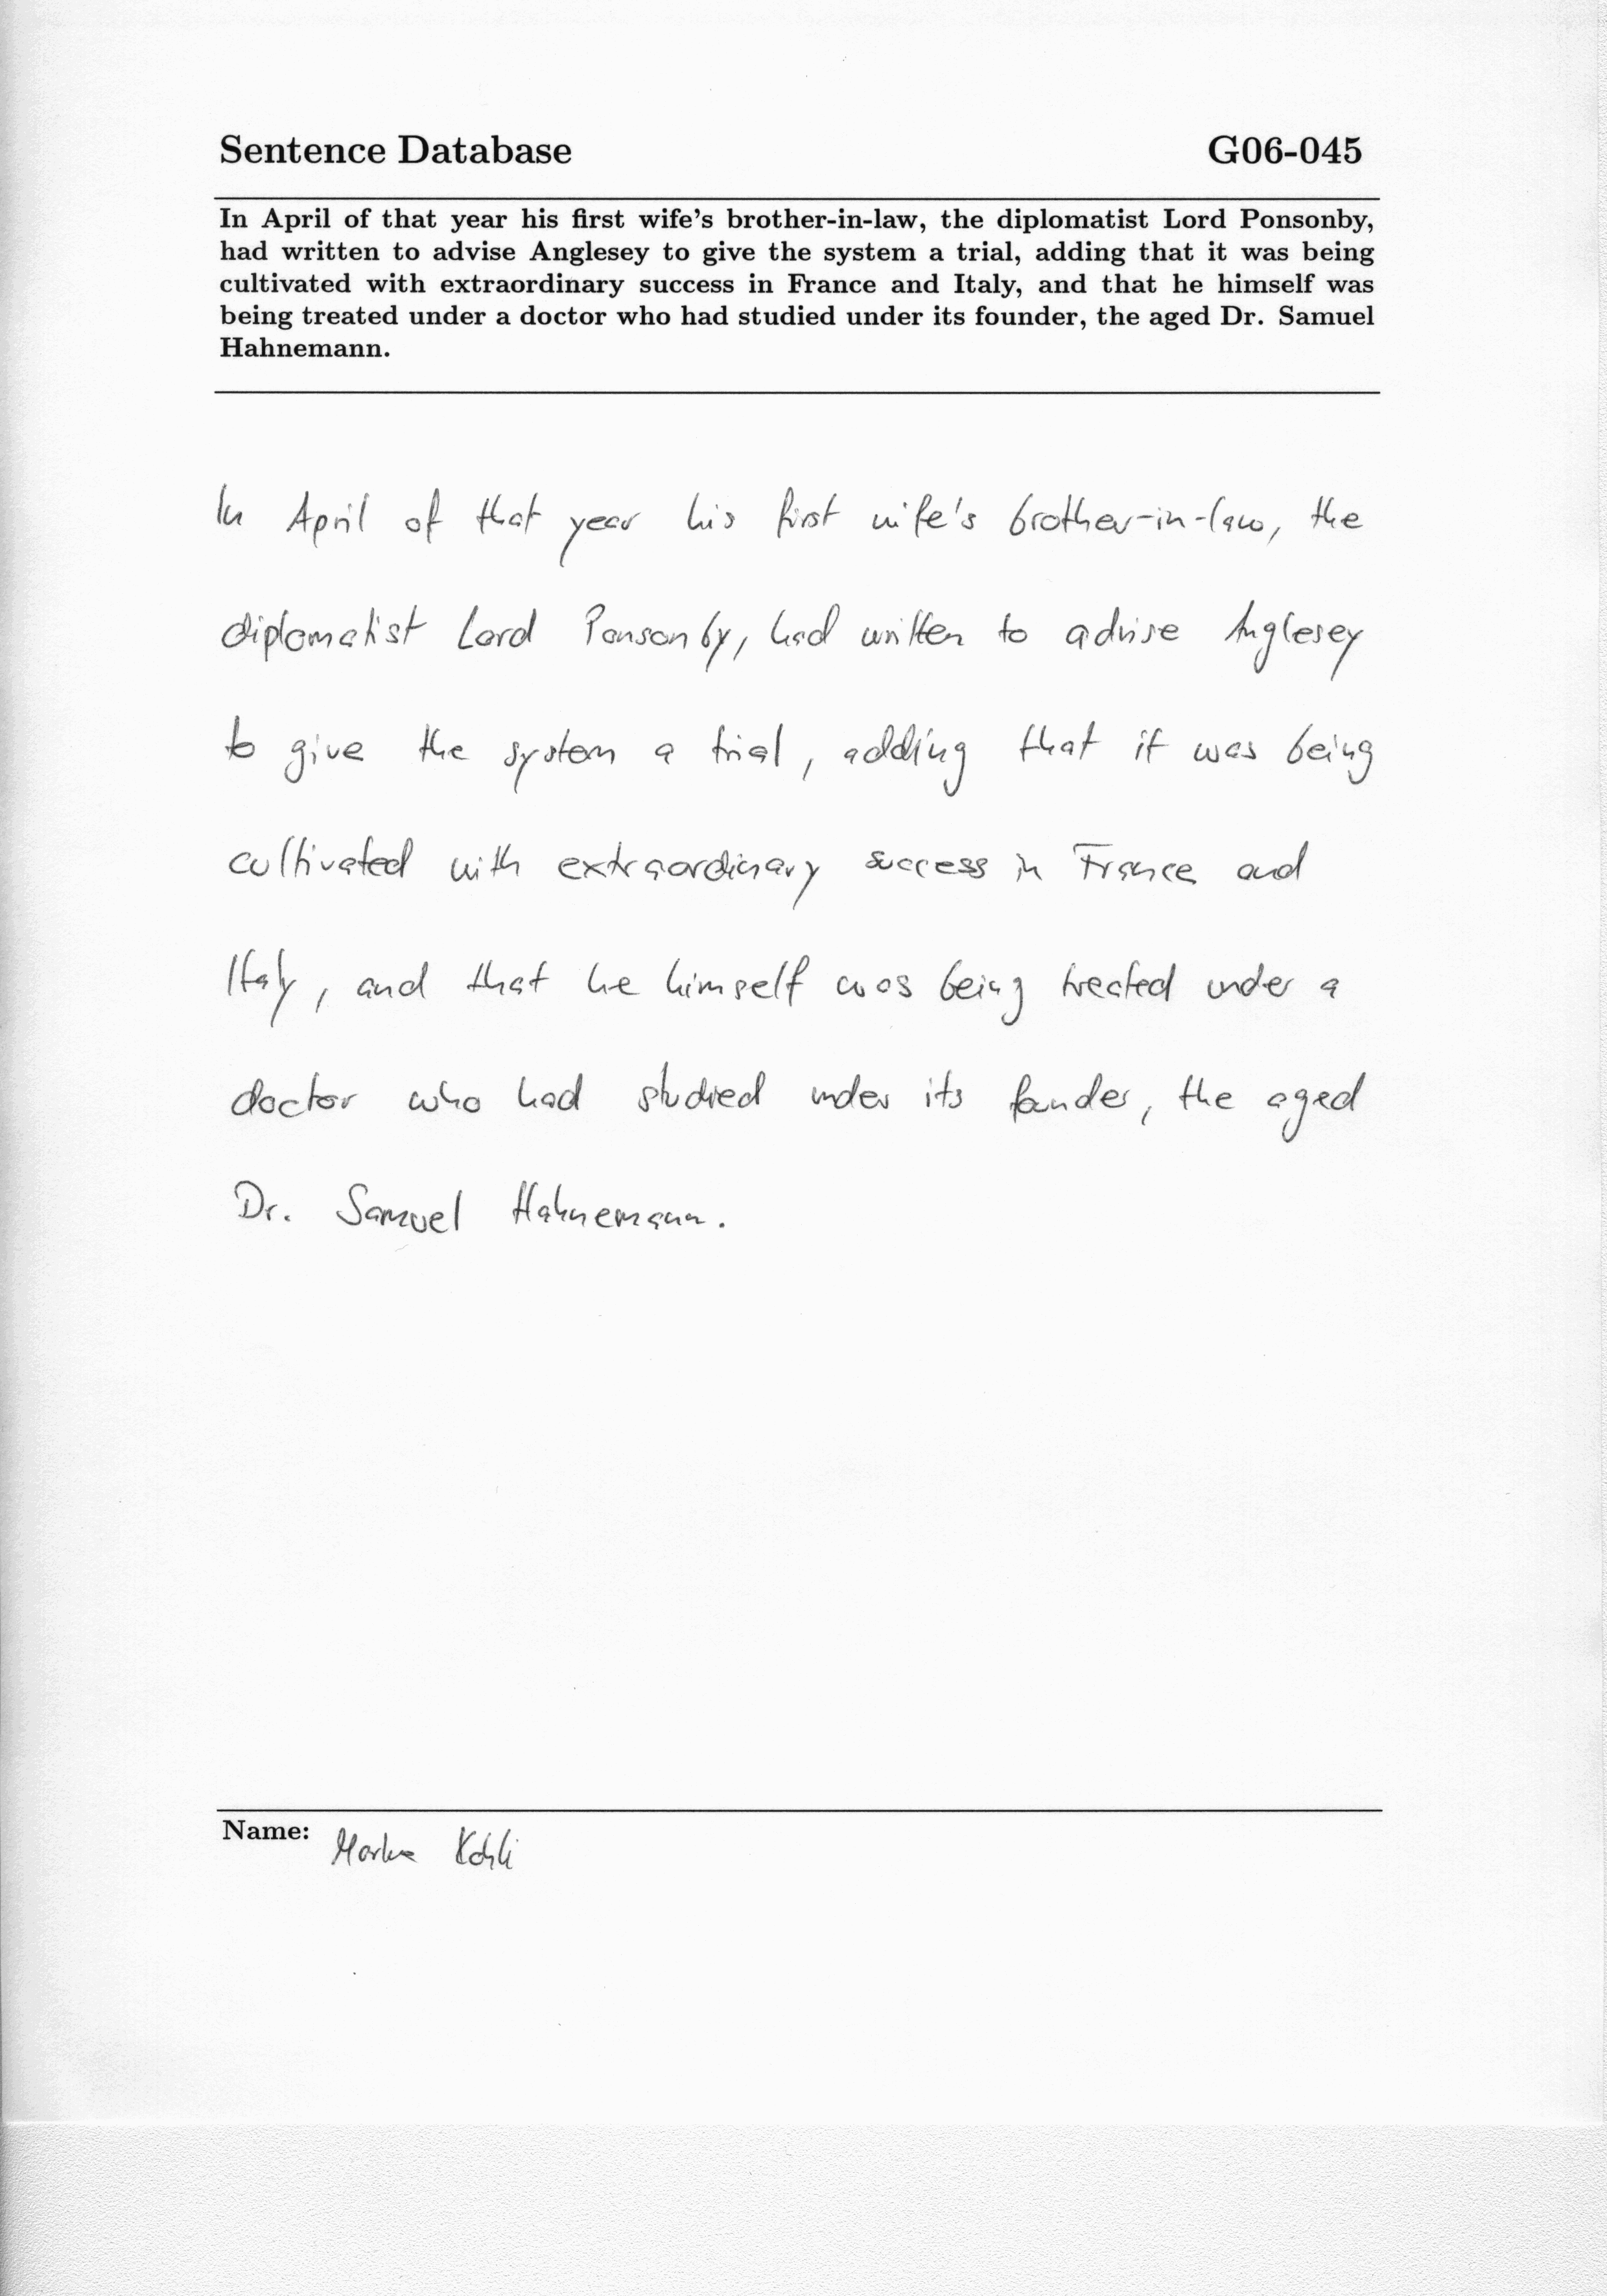 Sentence Database G06-045
In April of that year his first wife's brother-in-law, the diplomatist Lord Ponsonby,
had written to advise Anglesey to give the system a trial, adding that it was being
cultivated with extraordinary success in France and Italy, and that he himself was
being treated under a doctor who had studied under its founder, the aged Dr. Samuel
Hahnemann.
In April of that year his first wife's brother-in-law, the
diplomatist Lord Ponsonby, had written to advise Anglesey
to give the system a trial, adding that it was being
cultivated with extraordinary success in France and
Italy, and that he himself was being treated under a
doctor who had studied under its founder, the aged
Dr. Samuel Hahnemann.
Name: